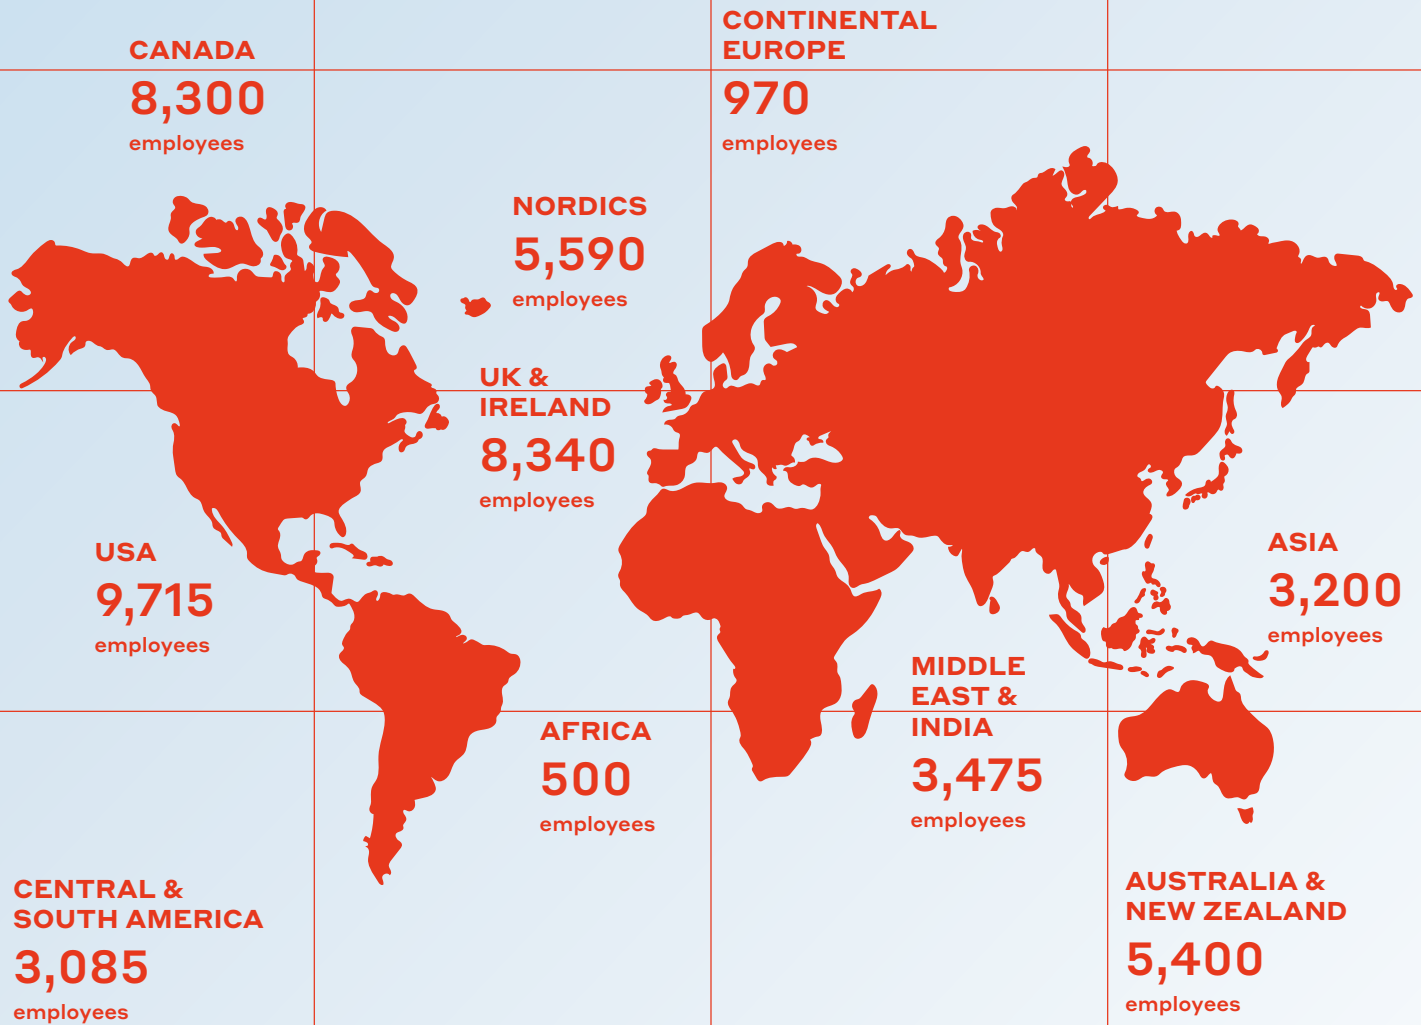 CANADA
8,300
employees
CONTINENTAL
EUROPE
970
employees
NORDICS
5,590
employees
UK &
IRELAND
8,340
employees
USA
9,715
employees
ASIA
3,200
employees
MIDDLE
EAST &
INDIA
3,475
employees
AFRICA
500
employees
CENTRAL &
SOUTH AMERICA
3,085
employees
AUSTRALIA &
NEW ZEALAND
5,400
employees